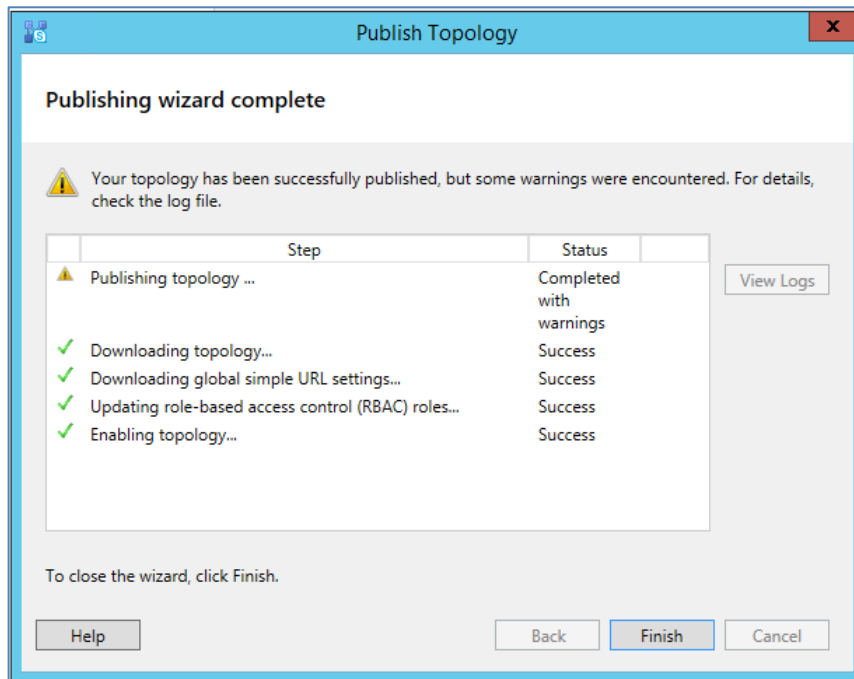 Publish Topology
x
Publishing wizard complete
Your topology has been successfully published, but some warnings were encountered. For details,
check the log file.
Step Status
Publishing topology ... Completed
with
warnings
View Logs
Downloading topology... Success
Downloading global simple URL settings... Success
Updating role-based access control (RBAC) roles... Success
Enabling topology... Success
To close the wizard, click Finish.
Help Back Finish Cancel